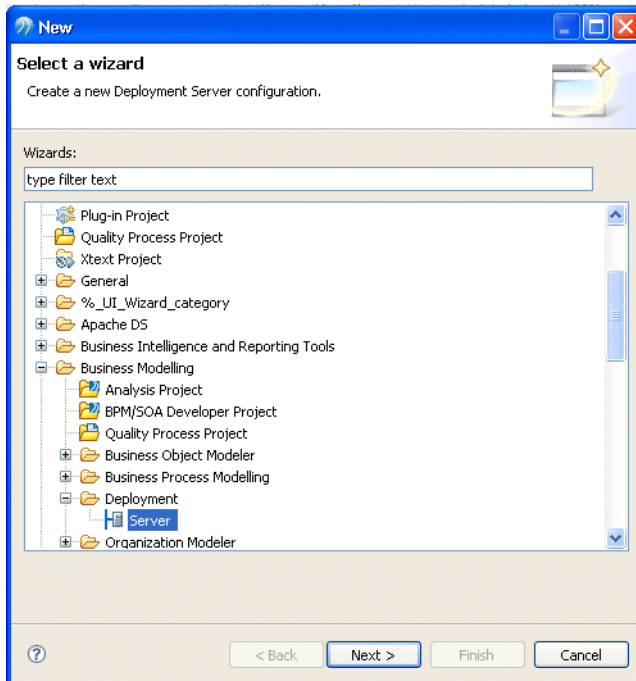 New
Select a wizard
Create a new Deployment Server configuration.
Wizards:
type filter text
Plug-in Project
Quality Process Project
Xtext Project
General
%_UI_Wizard_category
Apache DS
Business Intelligence and Reporting Tools
Business Modelling
Analysis Project
BPM/SOA Developer Project
Quality Process Project
Business Object Modeler
Business Process Modelling
Deployment
Server
Organization Modeler
< Back Next > Finish Cancel